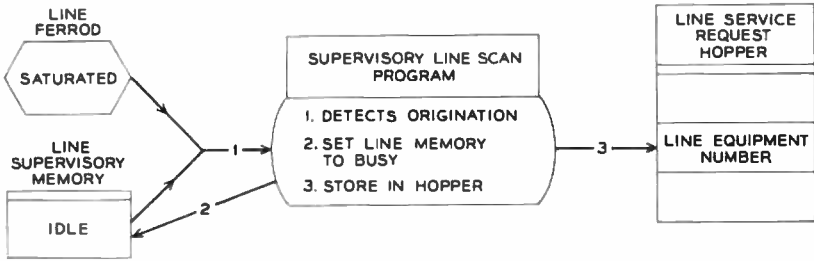 LINE
FERROD
SATURATED
LINE
SUPERVISORY
MEMORY
IDLE
1
2
SUPERVISORY LINE SCAN
PROGRAM
1. DETECTS ORIGINATION
2. SET LINE MEMORY
TO BUSY
3. STORE IN HOPPER
3
LINE SERVICE
REQUEST
HOPPER
LINE EQUIPMENT
NUMBER